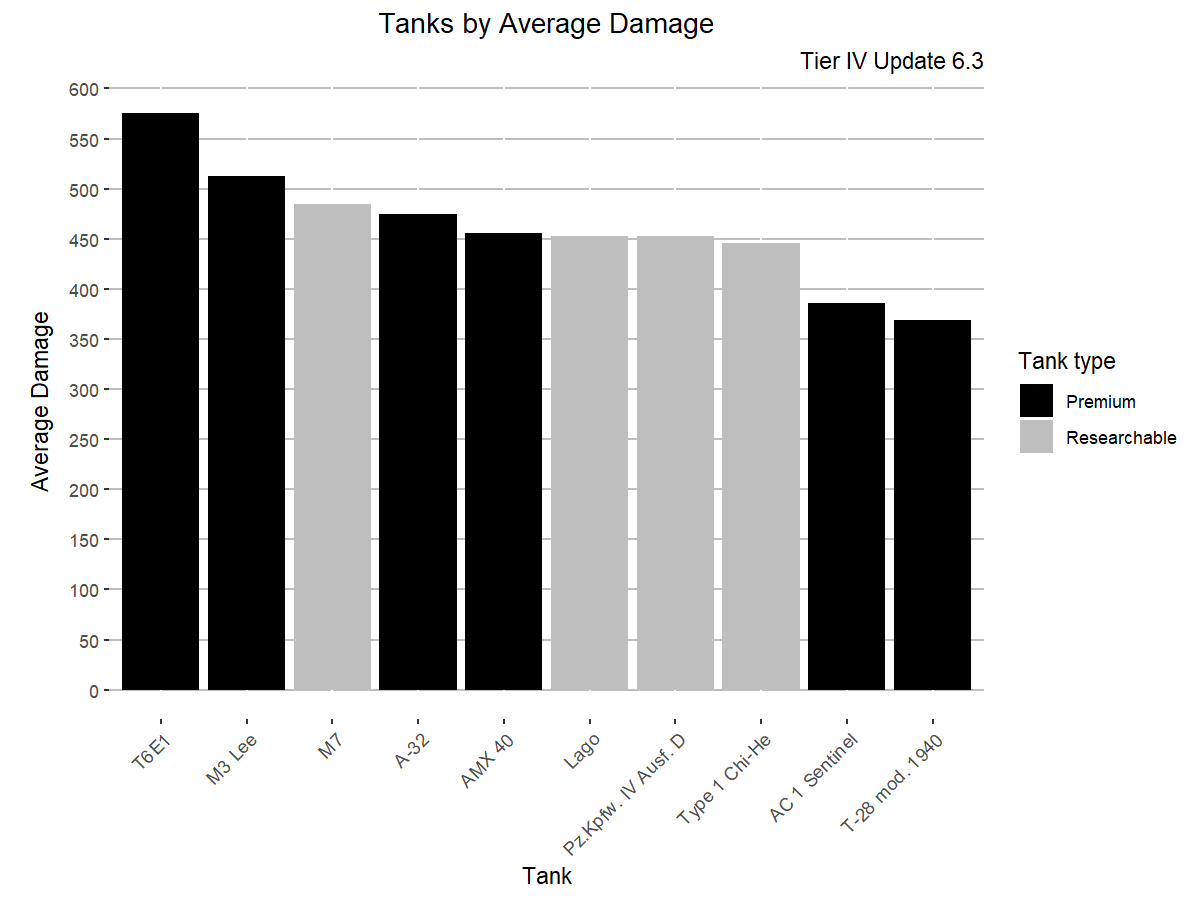 Tanks by Average Damage
Tier IV Update 6.3
Average Damage
600
550
500
450
400
350
300
250
200
150
100
50
0
T6E1
M3 Lee
M7
A-32
AMX 40
Lago
Pz.Kpfw. IV Ausf. D
Type 1 Chi-He
AC 1 Sentinel
T-28 mod. 1940
Tank
Tank type
Premium
Researchable